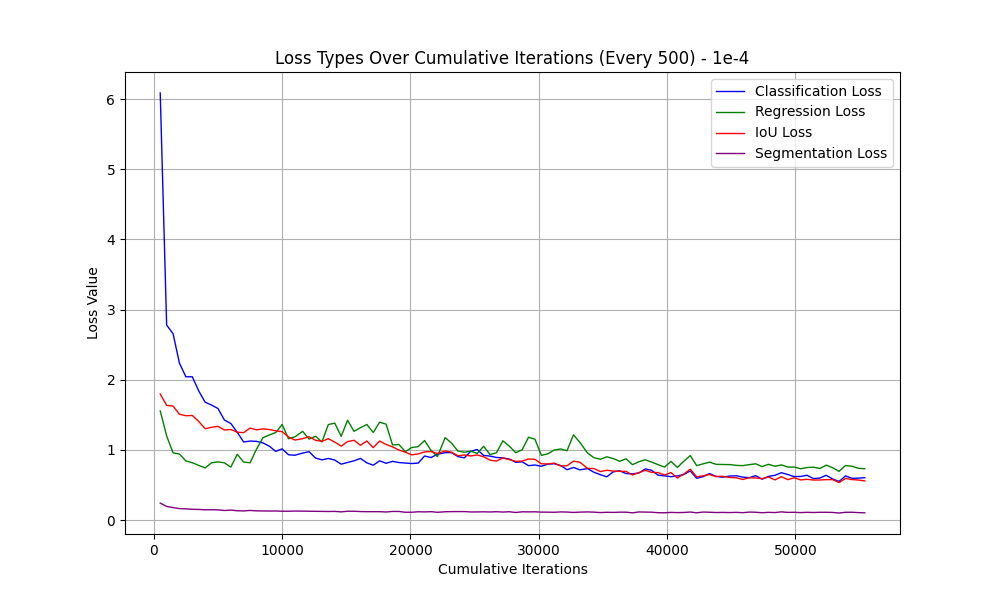 Loss Types Over Cumulative Iterations (Every 500) - 1e-4
Classification Loss
Regression Loss
IoU Loss
Segmentation Loss
Loss Value
6
5
4
3
2
1
0
0 10000 20000 30000 40000 50000
Cumulative Iterations